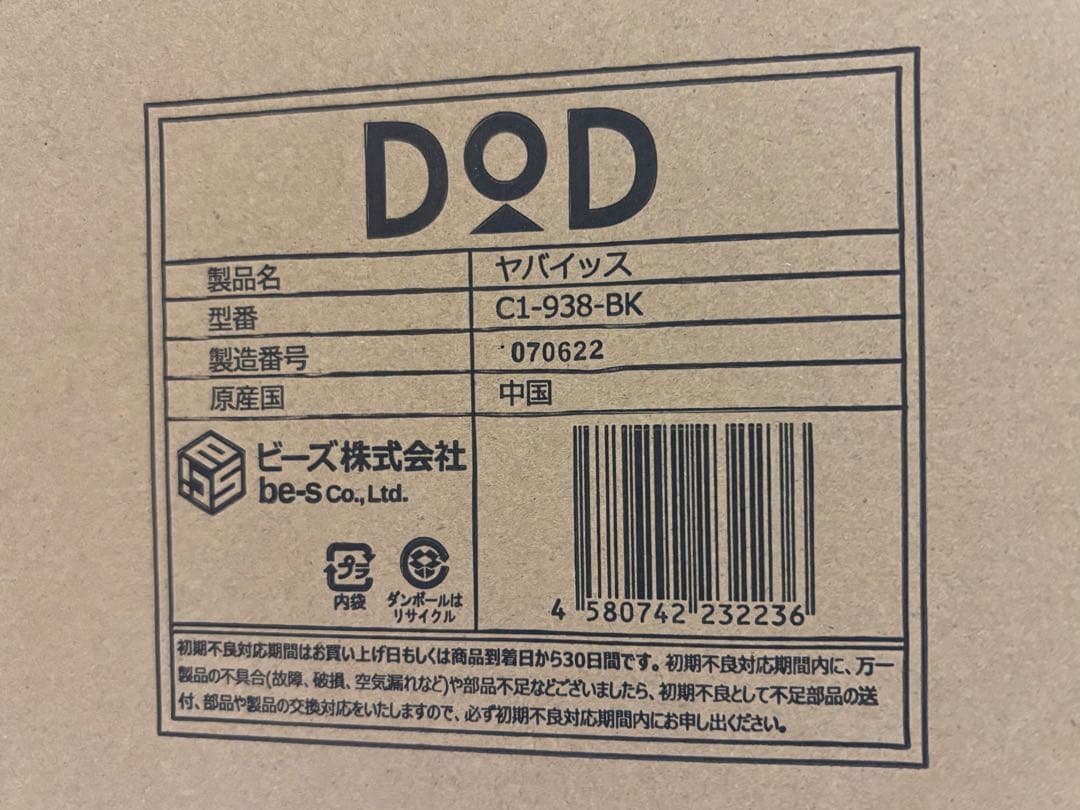 DOD
製品名 ヤバイッス
型番 C1-938-BK
製造番号 070622
原産国 中国
ビーズ株式会社
be-s Co., Ltd.
プラ
内袋
ダンボールは
リサイクル
4 580742 232236
初期不良対応期間はお買い上げ日もしくは商品到着日から30日間です。初期不良対応期間内に、万一
製品の不具合(故障、破損、空気漏れなど)や部品不足などございましたら、初期不良として不足部品の送
付、部品や製品の交換対応をいたしますので、必ず初期不良対応期間内にお申し出ください。